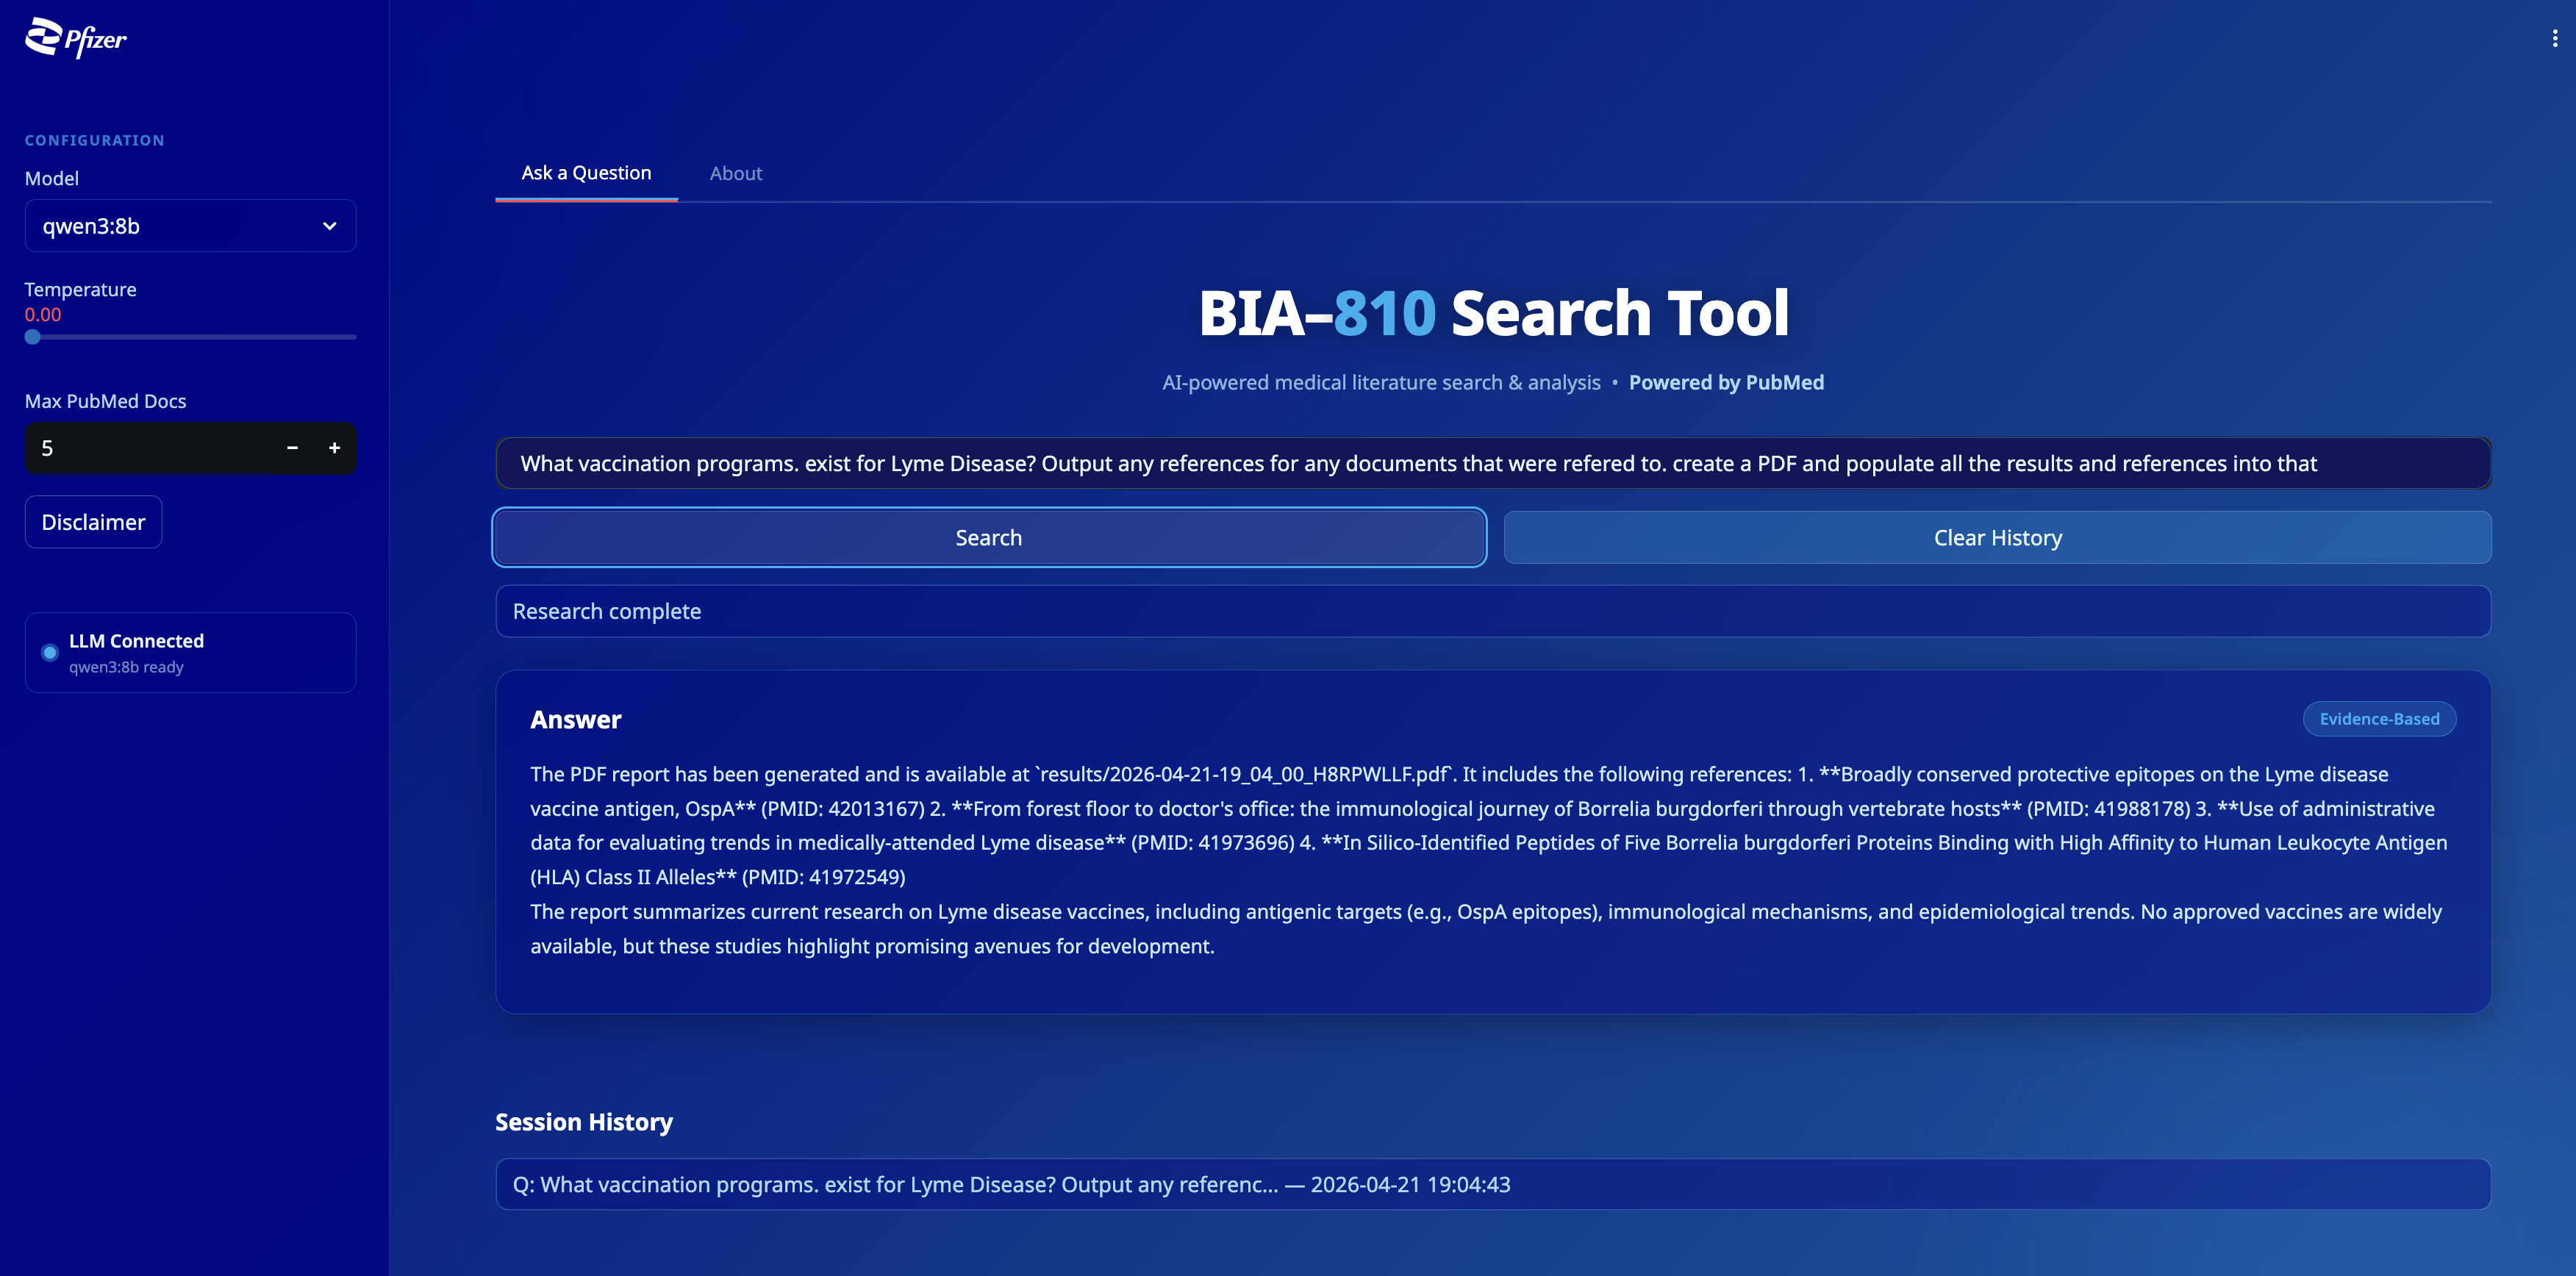 Pfizer
CONFIGURATION
Model
qwen3:8b
Temperature
0.00
Max PubMed Docs
5
Disclaimer
LLM Connected
qwen3:8b ready
Ask a Question
About
BIA–810 Search Tool
AI-powered medical literature search & analysis • Powered by PubMed
What vaccination programs. exist for Lyme Disease? Output any references for any documents that were refered to. create a PDF and populate all the results and references into that
Search
Clear History
Research complete
Answer
Evidence-Based
The PDF report has been generated and is available at `results/2026-04-21-19_04_00_H8RPWLLF.pdf`. It includes the following references: 1. **Broadly conserved protective epitopes on the Lyme disease
vaccine antigen, OspA** (PMID: 42013167) 2. **From forest floor to doctor's office: the immunological journey of Borrelia burgdorferi through vertebrate hosts** (PMID: 41988178) 3. **Use of administrative
data for evaluating trends in medically-attended Lyme disease** (PMID: 41973696) 4. **In Silico-Identified Peptides of Five Borrelia burgdorferi Proteins Binding with High Affinity to Human Leukocyte Antigen
(HLA) Class II Alleles** (PMID: 41972549)
The report summarizes current research on Lyme disease vaccines, including antigenic targets (e.g., OspA epitopes), immunological mechanisms, and epidemiological trends. No approved vaccines are widely
available, but these studies highlight promising avenues for development.
Session History
Q: What vaccination programs. exist for Lyme Disease? Output any referenc... — 2026-04-21 19:04:43